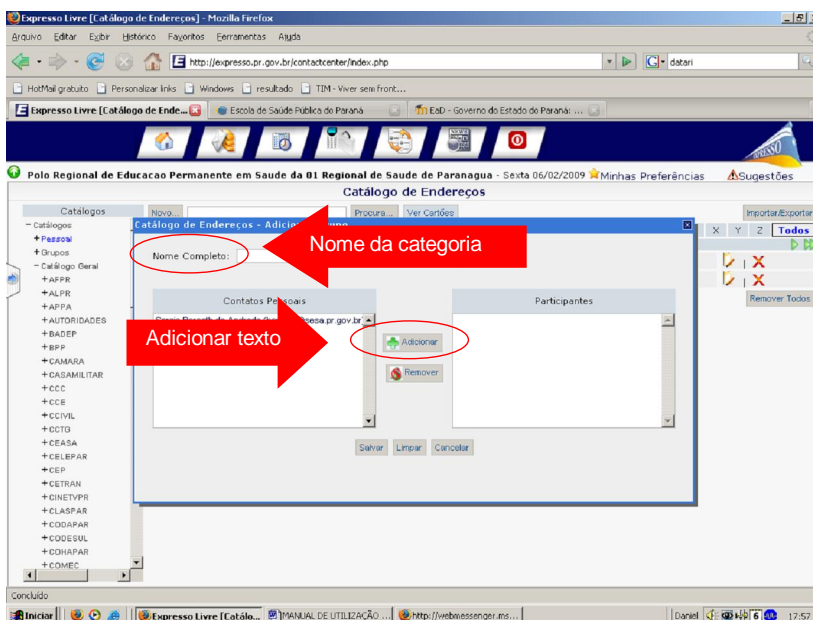 Expresso Livre [Catálogo de Endereços] - Mozilla Firefox
Arquivo Editar Exibir Histórico Favoritos Ferramentas Ajuda
http://expresso.pr.gov.br/contactcenter/index.php
datari
HotMail gratuito Personalizar links Windows resultado TIM - Viver sem front...
Expresso Livre [Catálogo de Ende... Escola de Saúde Pública do Paraná EaD - Governo do Estado do Paraná: ...
Polo Regional de Educacao Permanente em Saude da 01 Regional de Saude de Paranagua - Sexta 06/02/2009 Minhas Preferências Sugestões
Catálogo de Endereços
Catálogos Novo... Procura... Ver Cartões Importar/Exportar
Catálogo de Endereços -
X Y Z Todos
Nome da categoria
Nome Completo:
Contatos Pessoais Participantes
Adicionar texto
Adicionar
Remover
Salvar Limpar Cancelar
Remover Todos
- Catálogos
+ Pessoal
+ Grupos
- Catálogo Geral
+ AFPR
+ ALPR
+ APPA
+ AUTORIDADES
+ BADEP
+ BPP
+ CAMARA
+ CASAMILITAR
+ CCC
+ CCE
+ CCIVIL
+ CCTG
+ CEASA
+ CELEPAR
+ CEP
+ CETRAN
+ CINETVPR
+ CLASPAR
+ CODAPAR
+ CODESUL
+ COHAPAR
+ COMEC
Concluído
Iniciar Expresso Livre [Catálo... MANUAL DE UTILIZAÇÃO ... http://webmessenger.ms... Daniel 6 17:57